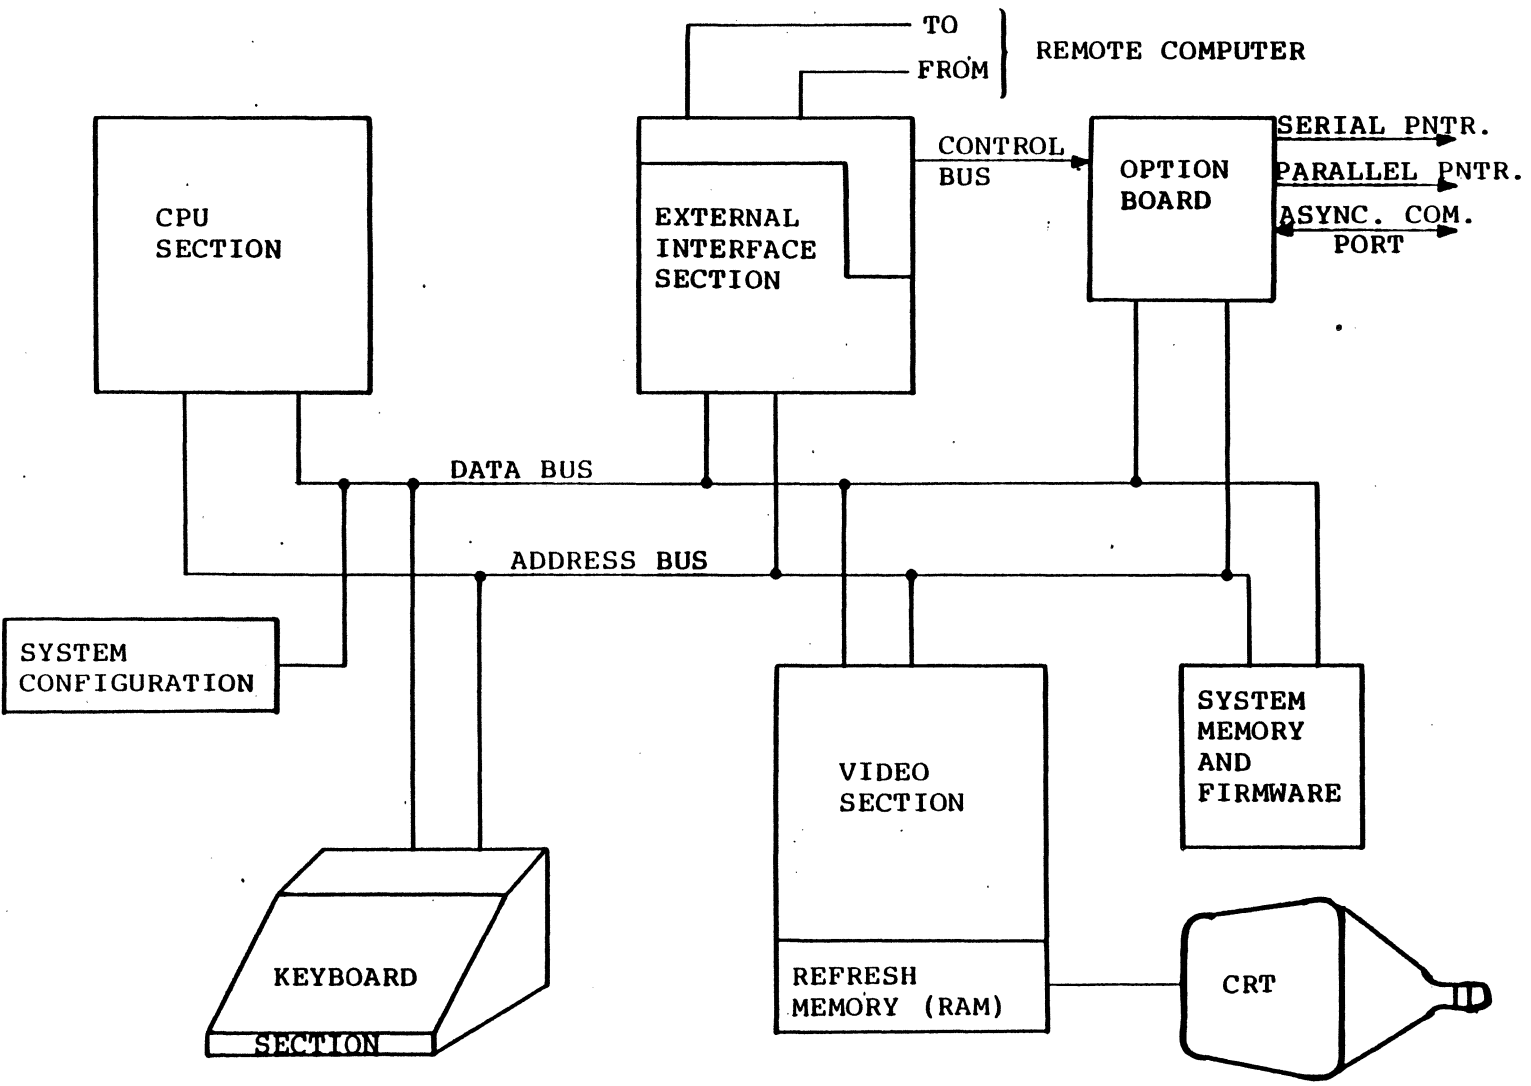 TO
FROM
REMOTE COMPUTER
CPU
SECTION
EXTERNAL
INTERFACE
SECTION
CONTROL
BUS
OPTION
BOARD
SERIAL PNTR.
PARALLEL PNTR.
ASYNC. COM.
PORT
DATA BUS
ADDRESS BUS
SYSTEM
CONFIGURATION
VIDEO
SECTION
SYSTEM
MEMORY
AND
FIRMWARE
KEYBOARD
SECTION
REFRESH
MEMORY (RAM)
CRT